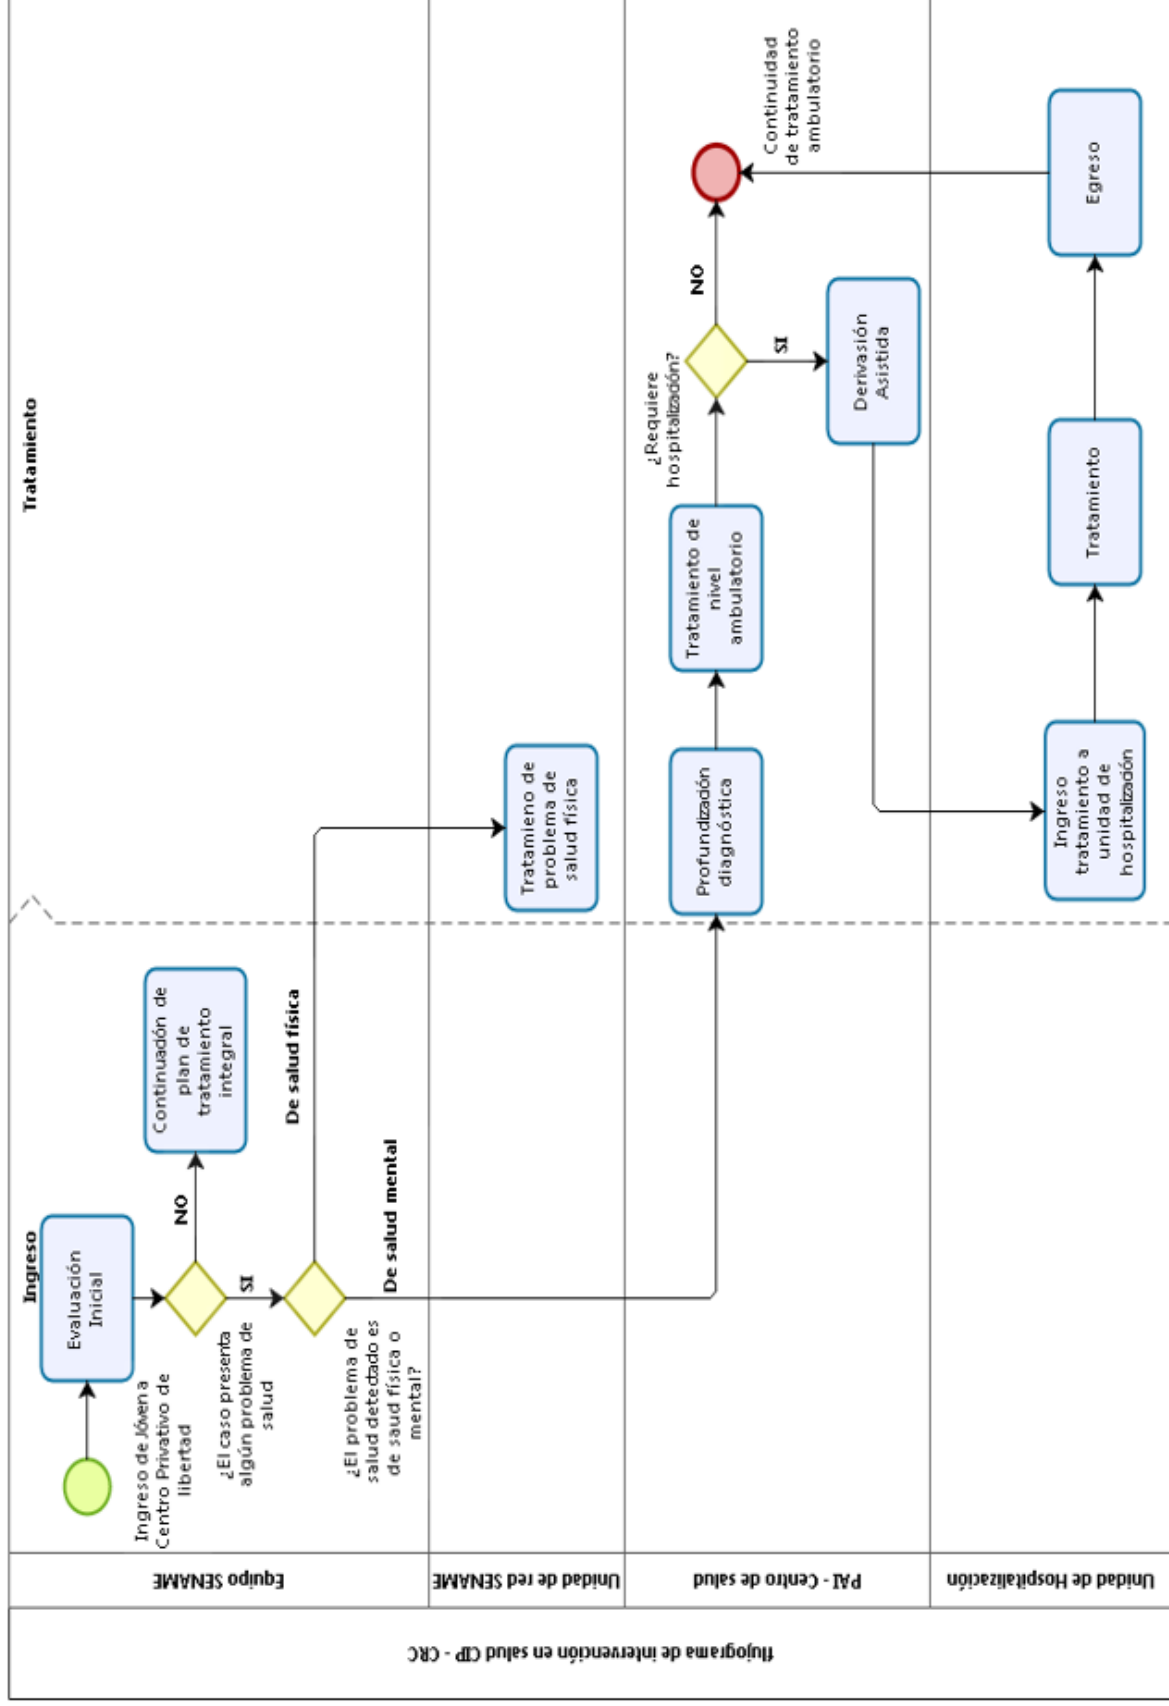 flujograma de intervención en salud CIP - CRC
Equipo SENAME
Unidad de red SENAME
PAI - Centro de salud
Unidad de Hospitalización
Ingreso
Tratamiento
Ingreso de Jóven a
Centro Privativo de
libertad
Evaluación
Inicial
¿El caso presenta
algún problema de
salud
NO
Continuación de
plan de
tratamiento
integral
SI
¿El problema de
salud detectado es
de saud física o
mental?
De salud física
De salud mental
Tratamieno de
problema de
salud física
Profundización
diagnóstica
Tratamiento de
nivel
ambulatorio
¿Requiere
hospitalización?
NO
SI
Continuidad
de tratamiento
ambulatorio
Derivasión
Asistida
Ingreso
tratamiento a
unidad de
hospitalización
Tratamiento
Egreso